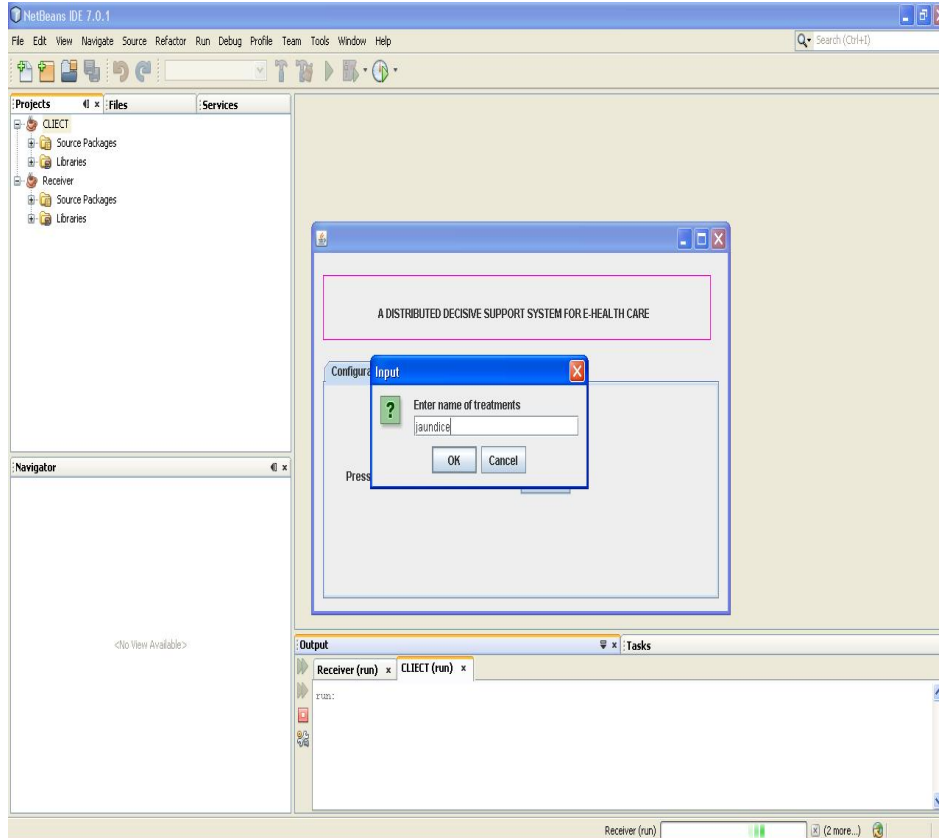 NetBeans IDE 7.0.1
File Edit View Navigate Source Refactor Run Debug Profile Team Tools Window Help
Search (Ctrl+I)
Projects Files Services
CLIECT
Source Packages
Libraries
Receiver
Source Packages
Libraries
A DISTRIBUTED DECISIVE SUPPORT SYSTEM FOR E-HEALTH CARE
Configura
Input
Enter name of treatments
jaundice
OK Cancel
Press
Navigator
<No View Available>
Output Tasks
Receiver (run) CLIECT (run)
run:
Receiver (run) (2 more...)